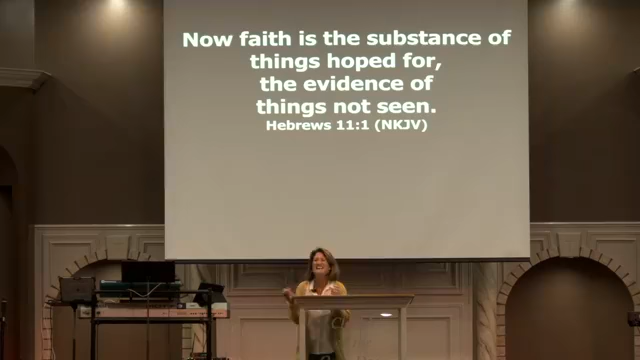 Now faith is the substance of
things hoped for,
the evidence of
things not seen.
Hebrews 11:1 (NKJV)